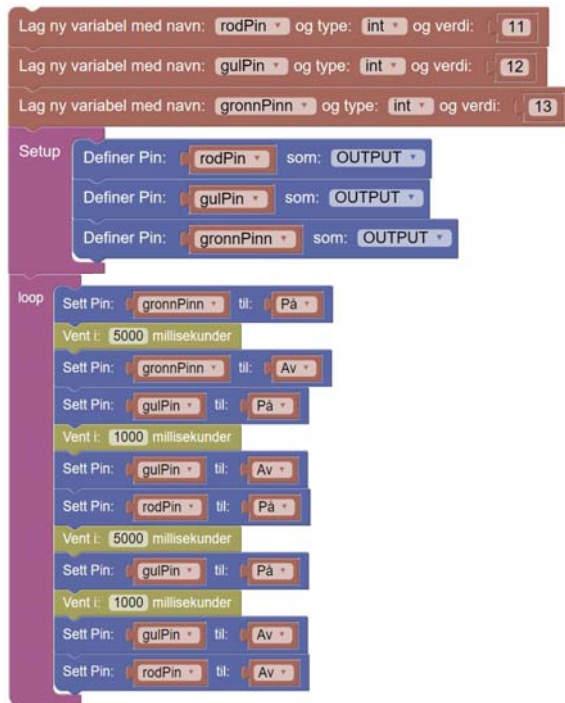 Lag ny variabel med navn: rodPin og type: int og verdi: 11
Lag ny variabel med navn: gulPin og type: int og verdi: 12
Lag ny variabel med navn: gronnPinn og type: int og verdi: 13
Setup
Definer Pin: rodPin som: OUTPUT
Definer Pin: gulPin som: OUTPUT
Definer Pin: gronnPinn som: OUTPUT
loop
Sett Pin: gronnPinn til: På
Vent i: 5000 millisekunder
Sett Pin: gronnPinn til: Av
Sett Pin: gulPin til: På
Vent i: 1000 millisekunder
Sett Pin: gulPin til: Av
Sett Pin: rodPin til: På
Vent i: 5000 millisekunder
Sett Pin: gulPin til: På
Vent i: 1000 millisekunder
Sett Pin: gulPin til: Av
Sett Pin: rodPin til: Av